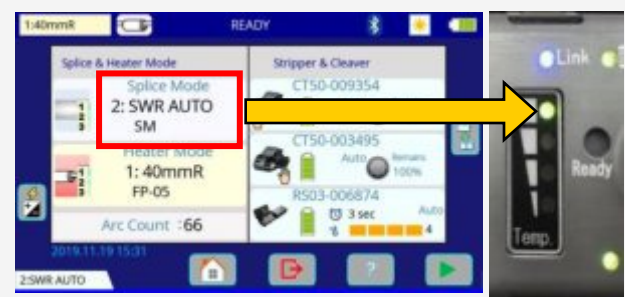 1:40mmR
READY
Splice & Heater Mode
Stripper & Cleaver
Splice Mode
2: SWR AUTO
SM
CT50-009354
Heater Mode
1: 40mmR
FP-05
CT50-003495
Auto
Remains
100%
RS03-006874
3 sec
Auto
4
Arc Count :66
2019.11.19 15:31
2:SWR AUTO
?
Link
Ready
Temp.